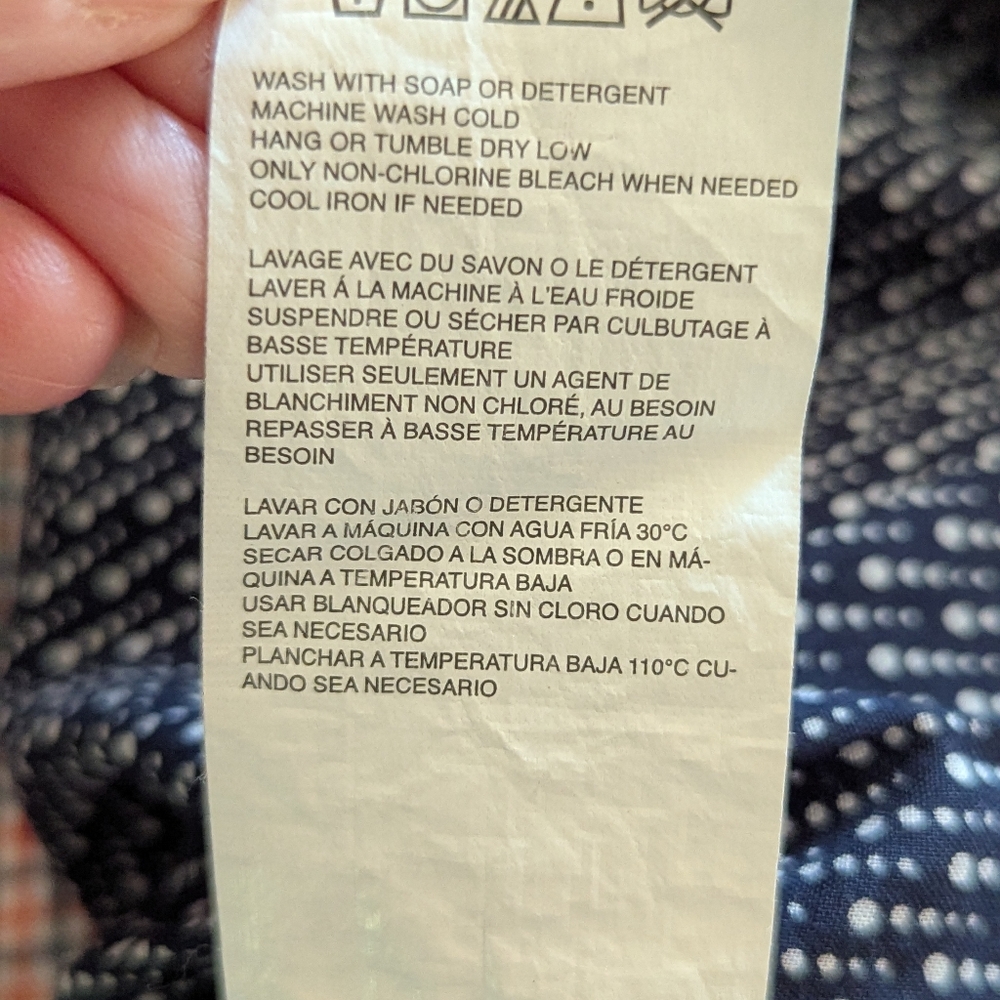 WASH WITH SOAP OR DETERGENT
MACHINE WASH COLD
HANG OR TUMBLE DRY LOW
ONLY NON-CHLORINE BLEACH WHEN NEEDED
COOL IRON IF NEEDED
LAVAGE AVEC DU SAVON O LE DÉTERGENT
LAVER Á LA MACHINE À L'EAU FROIDE
SUSPENDRE OU SÉCHER PAR CULBUTAGE À
BASSE TEMPÉRATURE
UTILISER SEULEMENT UN AGENT DE
BLANCHIMENT NON CHLORÉ, AU BESOIN
REPASSER À BASSE TEMPÉRATURE AU
BESOIN
LAVAR CON JABÓN O DETERGENTE
LAVAR A MÁQUINA CON AGUA FRÍA 30°C
SECAR COLGADO A LA SOMBRA O EN MÁ-
QUINA A TEMPERATURA BAJA
USAR BLANQUEADOR SIN CLORO CUANDO
SEA NECESARIO
PLANCHAR A TEMPERATURA BAJA 110°C CU-
ANDO SEA NECESARIO